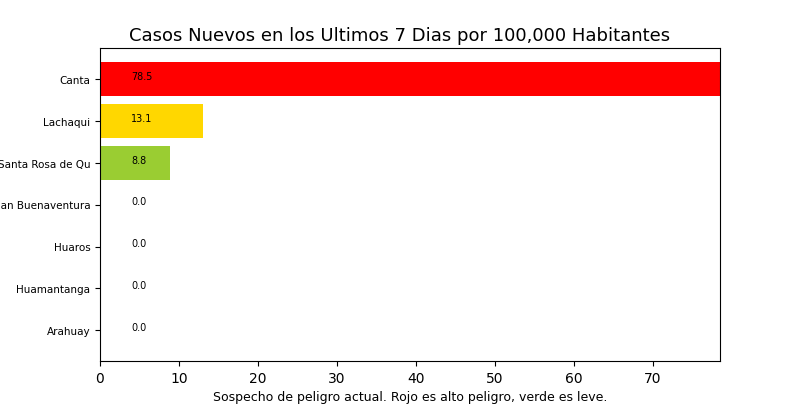 Casos Nuevos en los Ultimos 7 Dias por 100,000 Habitantes
Canta 78.5
Lachaqui 13.1
Santa Rosa de Qu 8.8
an Buenaventura 0.0
Huaros 0.0
Huamantanga 0.0
Arahuay 0.0
0 10 20 30 40 50 60 70
Sospecho de peligro actual. Rojo es alto peligro, verde es leve.